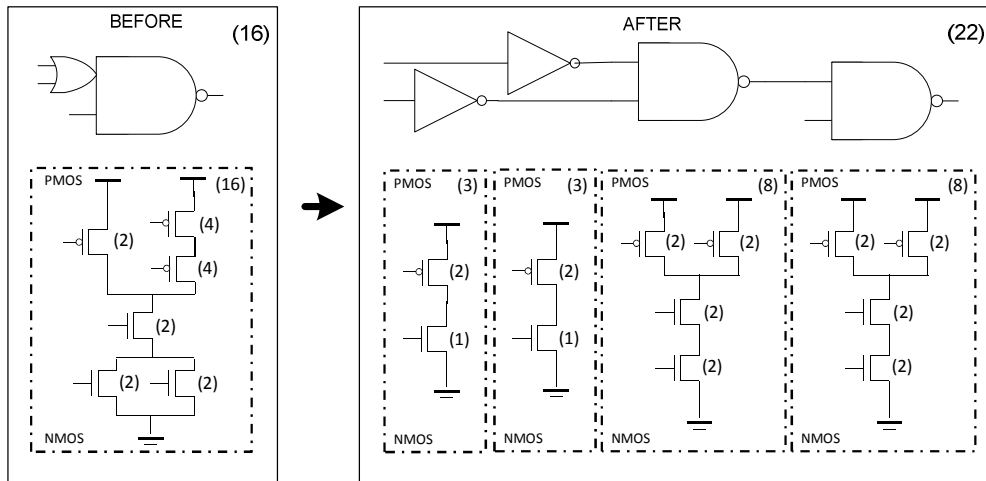 BEFORE
(16)
PMOS
(16)
(2)
(4)
(4)
(2)
(2)
(2)
NMOS
AFTER
(22)
PMOS
(3)
(2)
(1)
NMOS
PMOS
(3)
(2)
(1)
NMOS
PMOS
(8)
(2)
(2)
(2)
(2)
NMOS
PMOS
(8)
(2)
(2)
(2)
(2)
NMOS